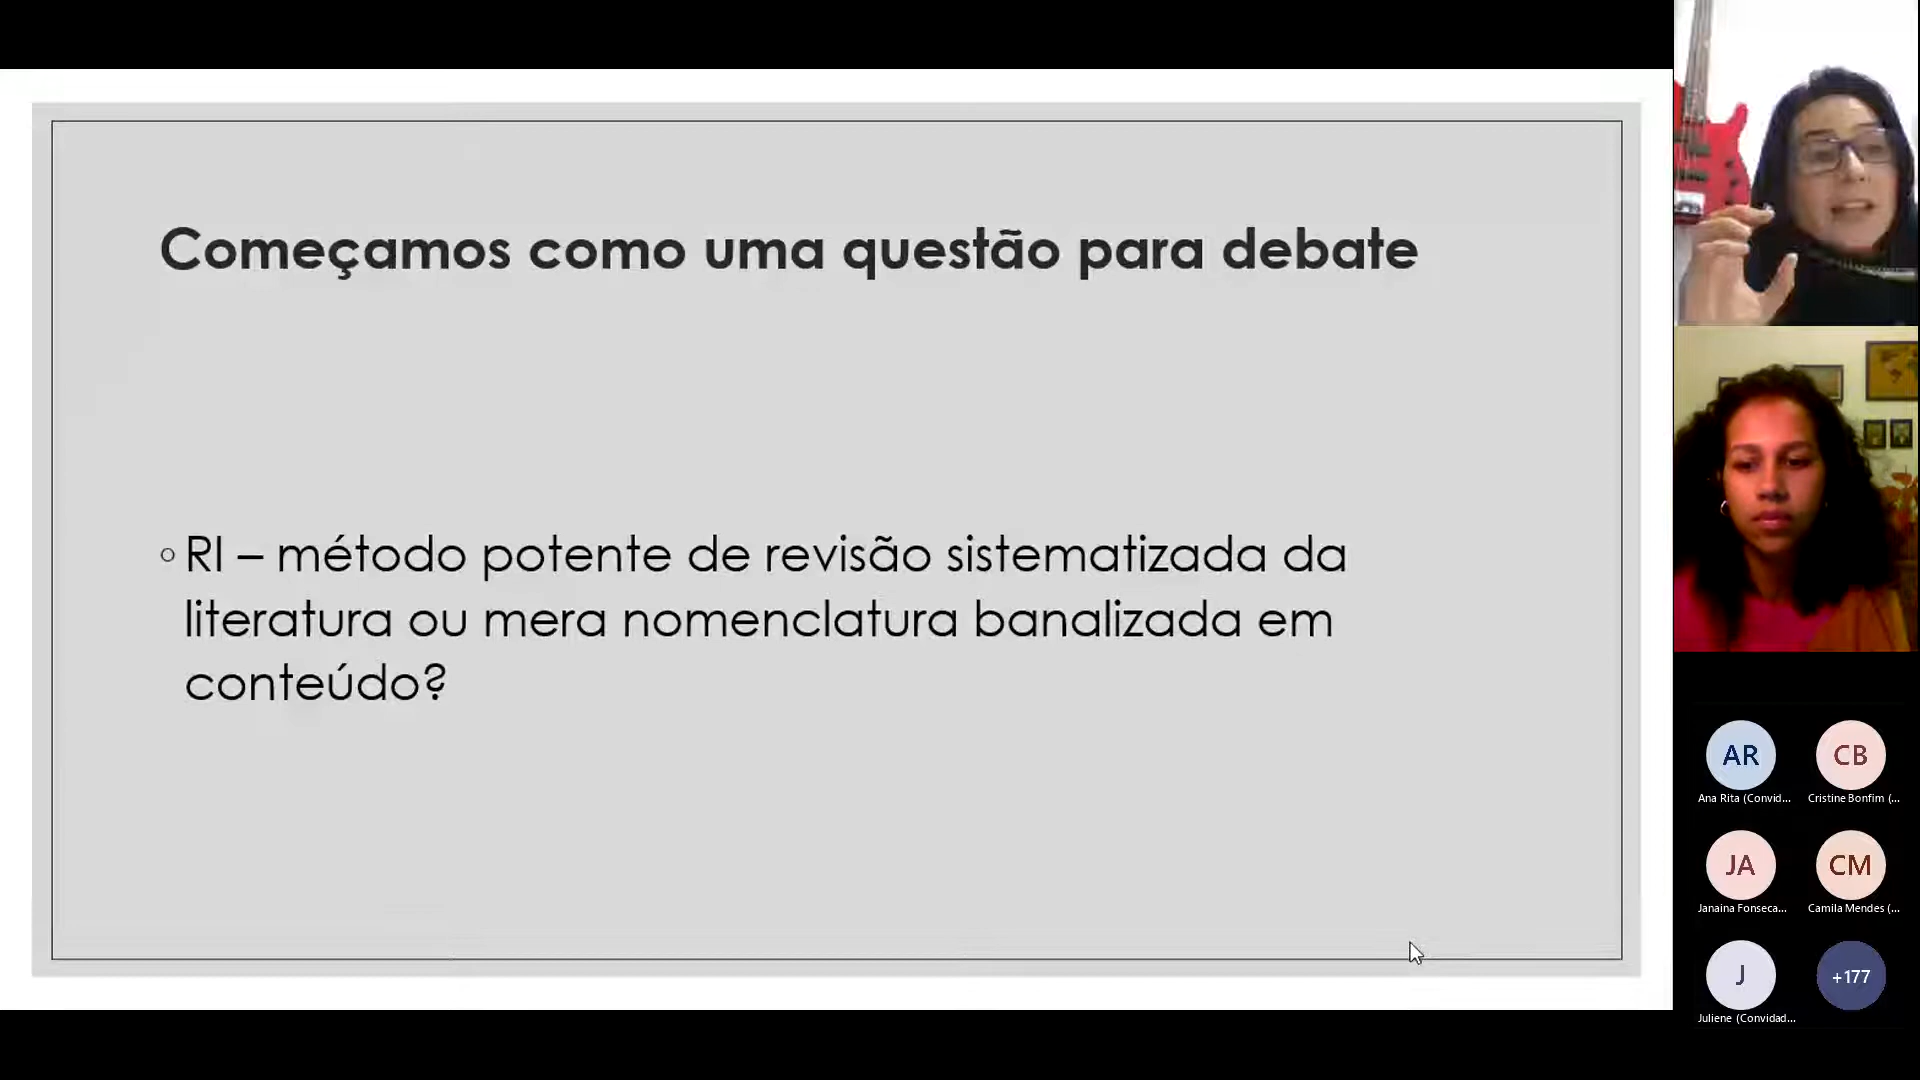 Começamos como uma questão para debate
RI – método potente de revisão sistematizada da
literatura ou mera nomenclatura banalizada em
conteúdo?
AR
CB
Ana Rita (Convid...
Cristine Bonfim (...
JA
CM
Janaina Fonseca...
Camila Mendes (...
J
+177
Juliene (Convidad...